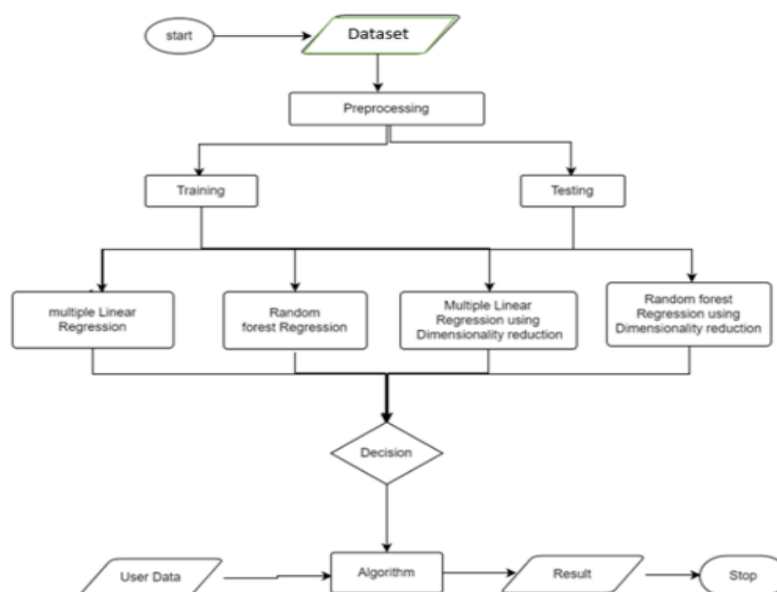 start
Dataset
Preprocessing
Training
Testing
multiple Linear
Regression
Random
forest Regression
Multiple Linear
Regression using
Dimensionality reduction
Random forest
Regression using
Dimensionality reduction
Decision
User Data
Algorithm
Result
Stop